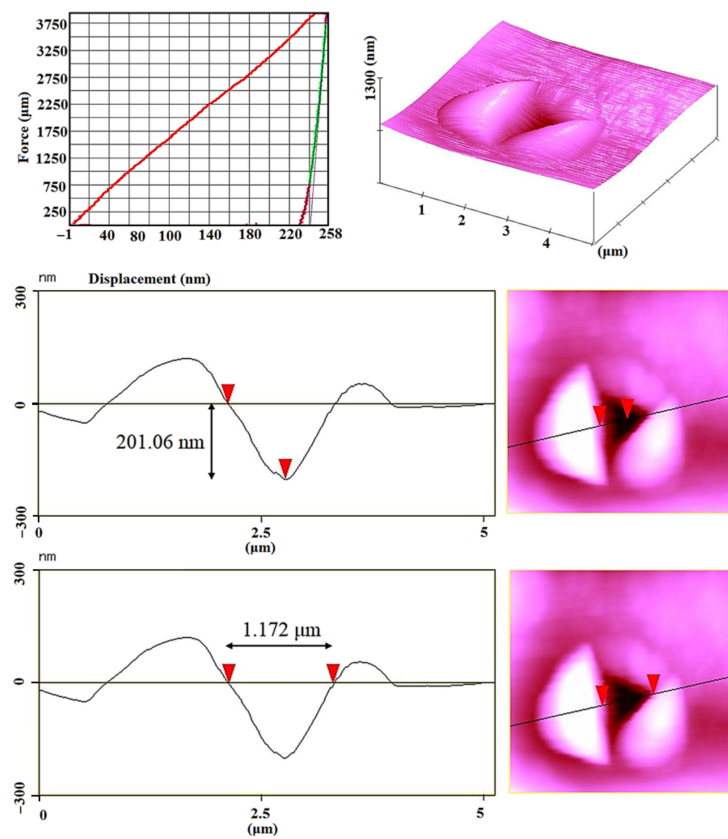 3750
3250
2750
2250
1750
1250
750
250
Force (µm)
−1 40 80 100 140 180 220 258
1300 (nm)
1 2 3 4
(µm)
nm
Displacement (nm)
300
0
−300
201.06 nm
0 2.5 5
(µm)
nm
300
0
−300
1.172 µm
0 2.5 5
(µm)